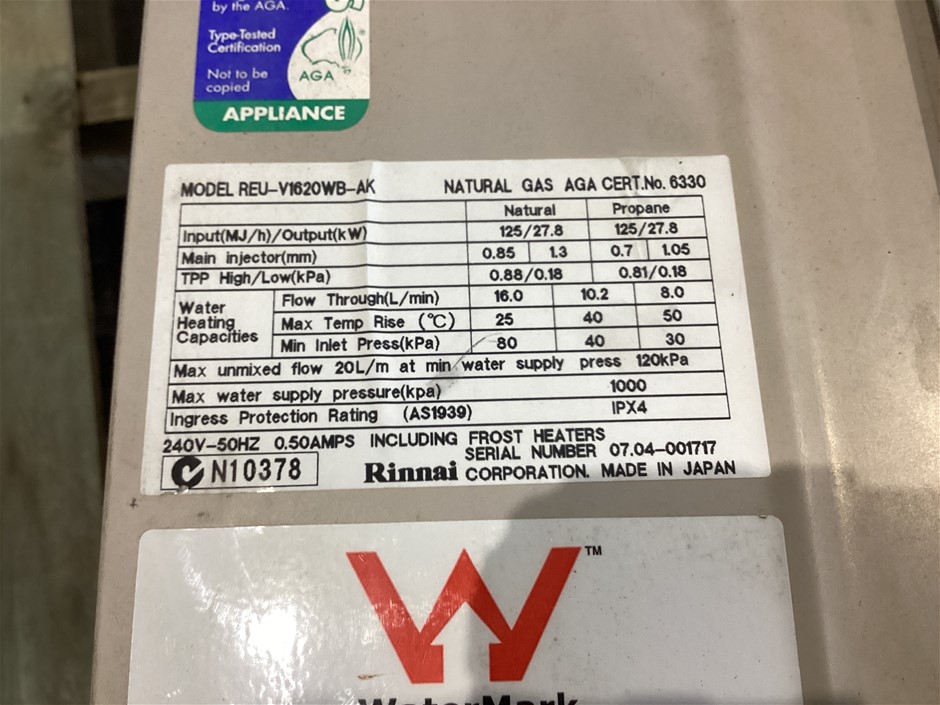 by the AGA.
Type-Tested
Certification
Not to be
copied
AGA
APPLIANCE
MODEL REU-V1620WB-AK NATURAL GAS AGA CERT.No. 6330
Natural Propane
Input(MJ/h)/Output(kW) 125/27.8 125/27.8
Main injector(mm) 0.85 1.3 0.7 1.05
TPP High/Low(kPa) 0.88/0.18 0.81/0.18
Water Heating Capacities
Flow Through(L/min) 16.0 10.2 8.0
Max Temp Rise (℃) 25 40 50
Min Inlet Press(kPa) 80 40 30
Max unmixed flow 20L/m at min water supply press 120kPa
Max water supply pressure(kpa) 1000
Ingress Protection Rating (AS1939) IPX4
240V-50HZ 0.50AMPS INCLUDING FROST HEATERS
SERIAL NUMBER 07.04-001717
N10378 Rinnai CORPORATION. MADE IN JAPAN
TM
WaterMark